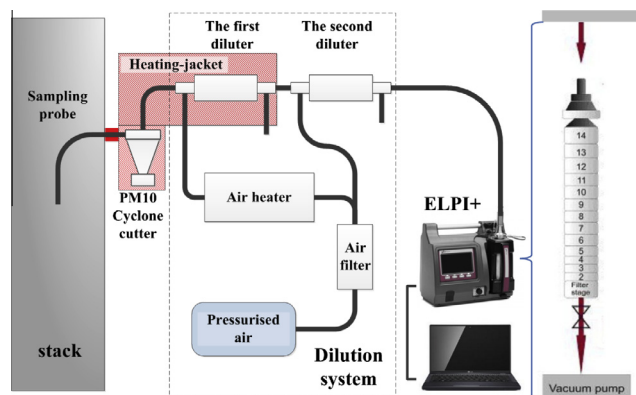 The first
diluter
The second
diluter
Heating-jacket
Sampling
probe
PM10
Cyclone
cutter
Air heater
Air
filter
Pressurised
air
Dilution
system
stack
ELPI+
14
13
12
11
10
9
8
7
6
5
4
3
2
Filter
stage
Vacuum pump